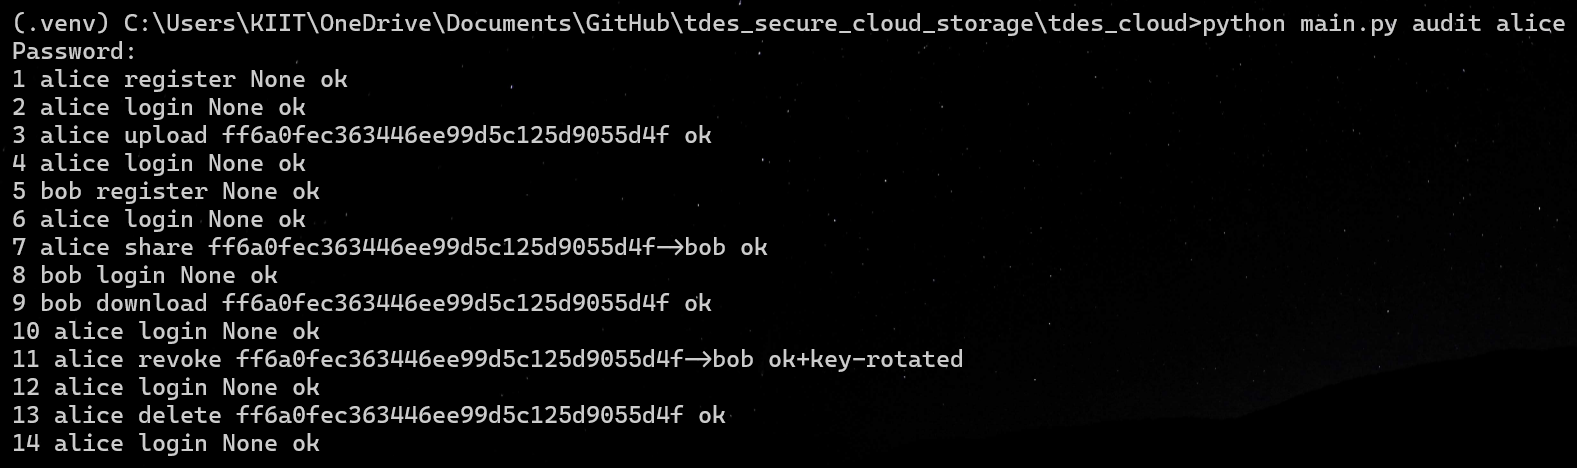 (.venv) C:\Users\KIIT\OneDrive\Documents\GitHub\tdes_secure_cloud_storage\tdes_cloud>python main.py audit alice
Password:
1 alice register None ok
2 alice login None ok
3 alice upload ff6a0fec363446ee99d5c125d9055d4f ok
4 alice login None ok
5 bob register None ok
6 alice login None ok
7 alice share ff6a0fec363446ee99d5c125d9055d4f->bob ok
8 bob login None ok
9 bob download ff6a0fec363446ee99d5c125d9055d4f ok
10 alice login None ok
11 alice revoke ff6a0fec363446ee99d5c125d9055d4f->bob ok+key-rotated
12 alice login None ok
13 alice delete ff6a0fec363446ee99d5c125d9055d4f ok
14 alice login None ok